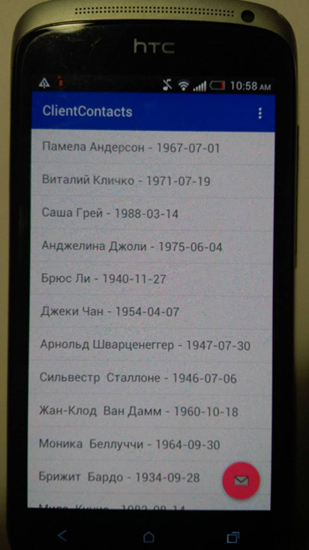 hTC
10:58 AM
ClientContacts
Памела Андерсон - 1967-07-01
Виталий Кличко - 1971-07-19
Саша Грей - 1988-03-14
Анджелина Джоли - 1975-06-04
Брюс Ли - 1940-11-27
Джеки Чан - 1954-04-07
Арнольд Шварценеггер - 1947-07-30
Сильвестр Сталлоне - 1946-07-06
Жан-Клод Ван Дамм - 1960-10-18
Моника Беллуччи - 1964-09-30
Брижит Бардо - 1934-09-28